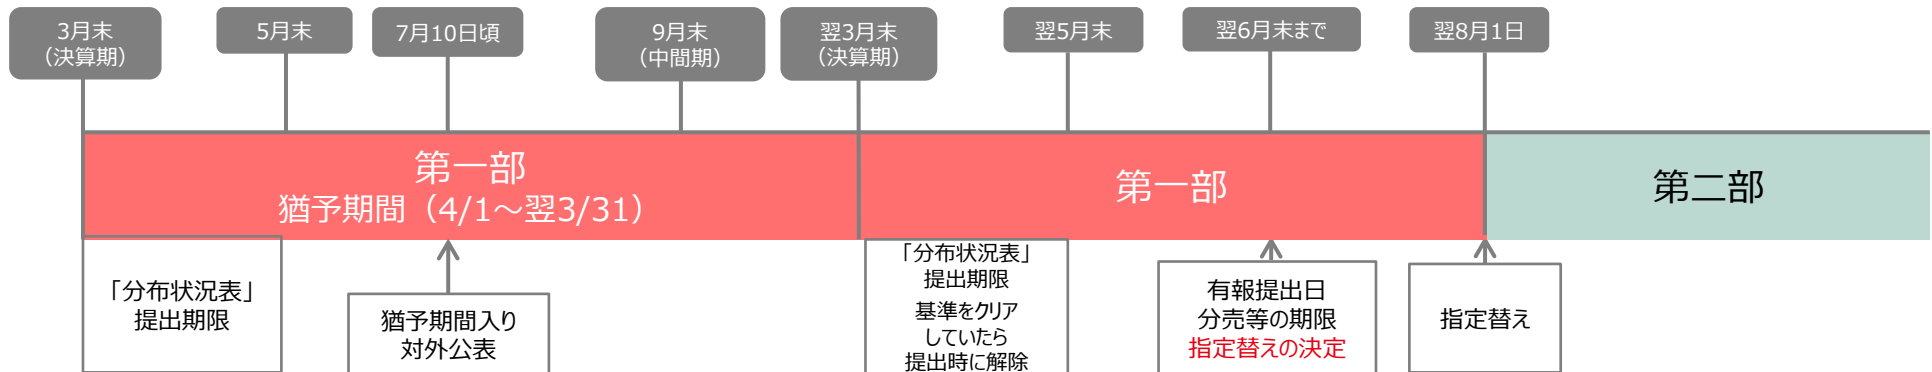 3月末
（決算期）
5月末
7月10日頃
9月末
（中間期）
翌3月末
（決算期）
翌5月末
翌6月末まで
翌8月1日
第一部
猶予期間（4/1～翌3/31）
第一部
第二部
「分布状況表」
提出期限
猶予期間入り
対外公表
「分布状況表」
提出期限
基準をクリア
していたら
提出時に解除
有報提出日
分売等の期限
指定替えの決定
指定替え